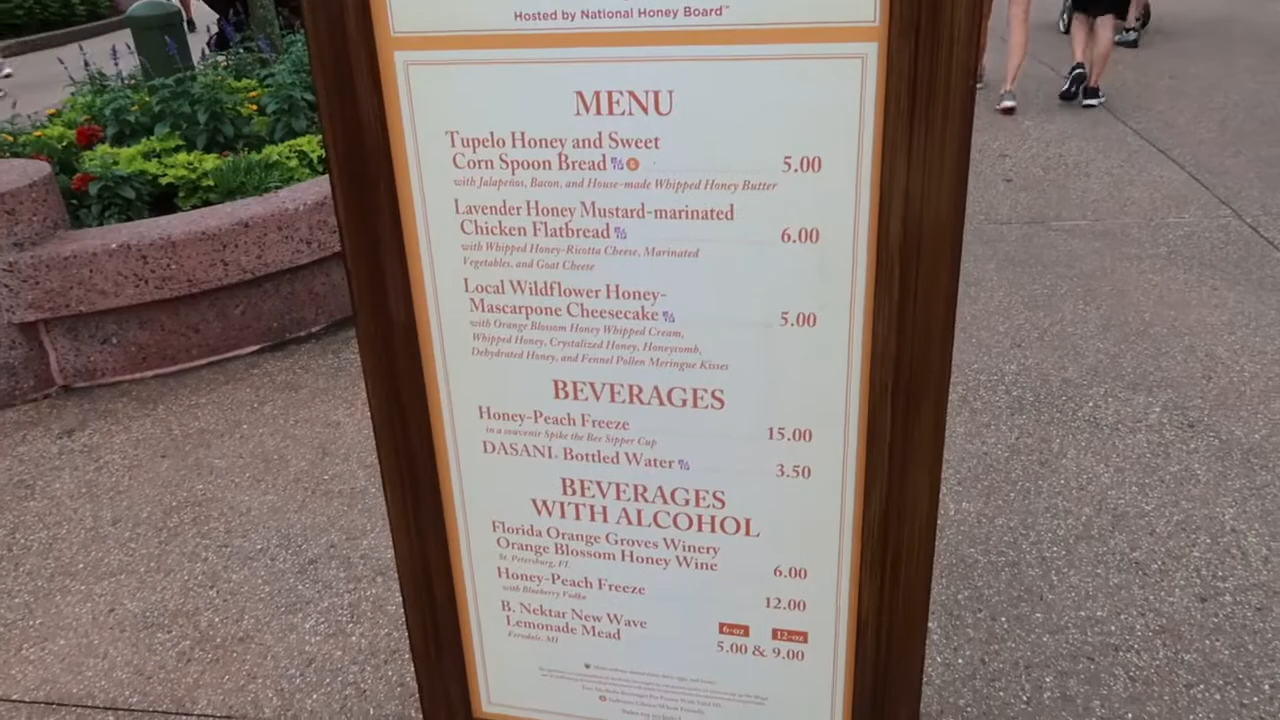 Hosted by National Honey Board™
MENU
Tupelo Honey and Sweet
Corn Spoon Bread 5.00
with Jalapeños, Bacon, and House-made Whipped Honey Butter
Lavender Honey Mustard-marinated
Chicken Flatbread 6.00
with Whipped Honey-Ricotta Cheese, Marinated
Vegetables, and Goat Cheese
Local Wildflower Honey-
Mascarpone Cheesecake 5.00
with Orange Blossom Honey Whipped Cream,
Whipped Honey, Crystalized Honey, Honeycomb,
Dehydrated Honey, and Fennel Pollen Meringue Kisses
BEVERAGES
Honey-Peach Freeze 15.00
in a souvenir Spike the Bee Sipper Cup
DASANI® Bottled Water 3.50
BEVERAGES
WITH ALCOHOL
Florida Orange Groves Winery
Orange Blossom Honey Wine 6.00
St. Petersburg, FL
Honey-Peach Freeze 12.00
with Blueberry Vodka
B. Nektar New Wave 6-oz 12-oz
Lemonade Mead 5.00 & 9.00
Ferndale, MI